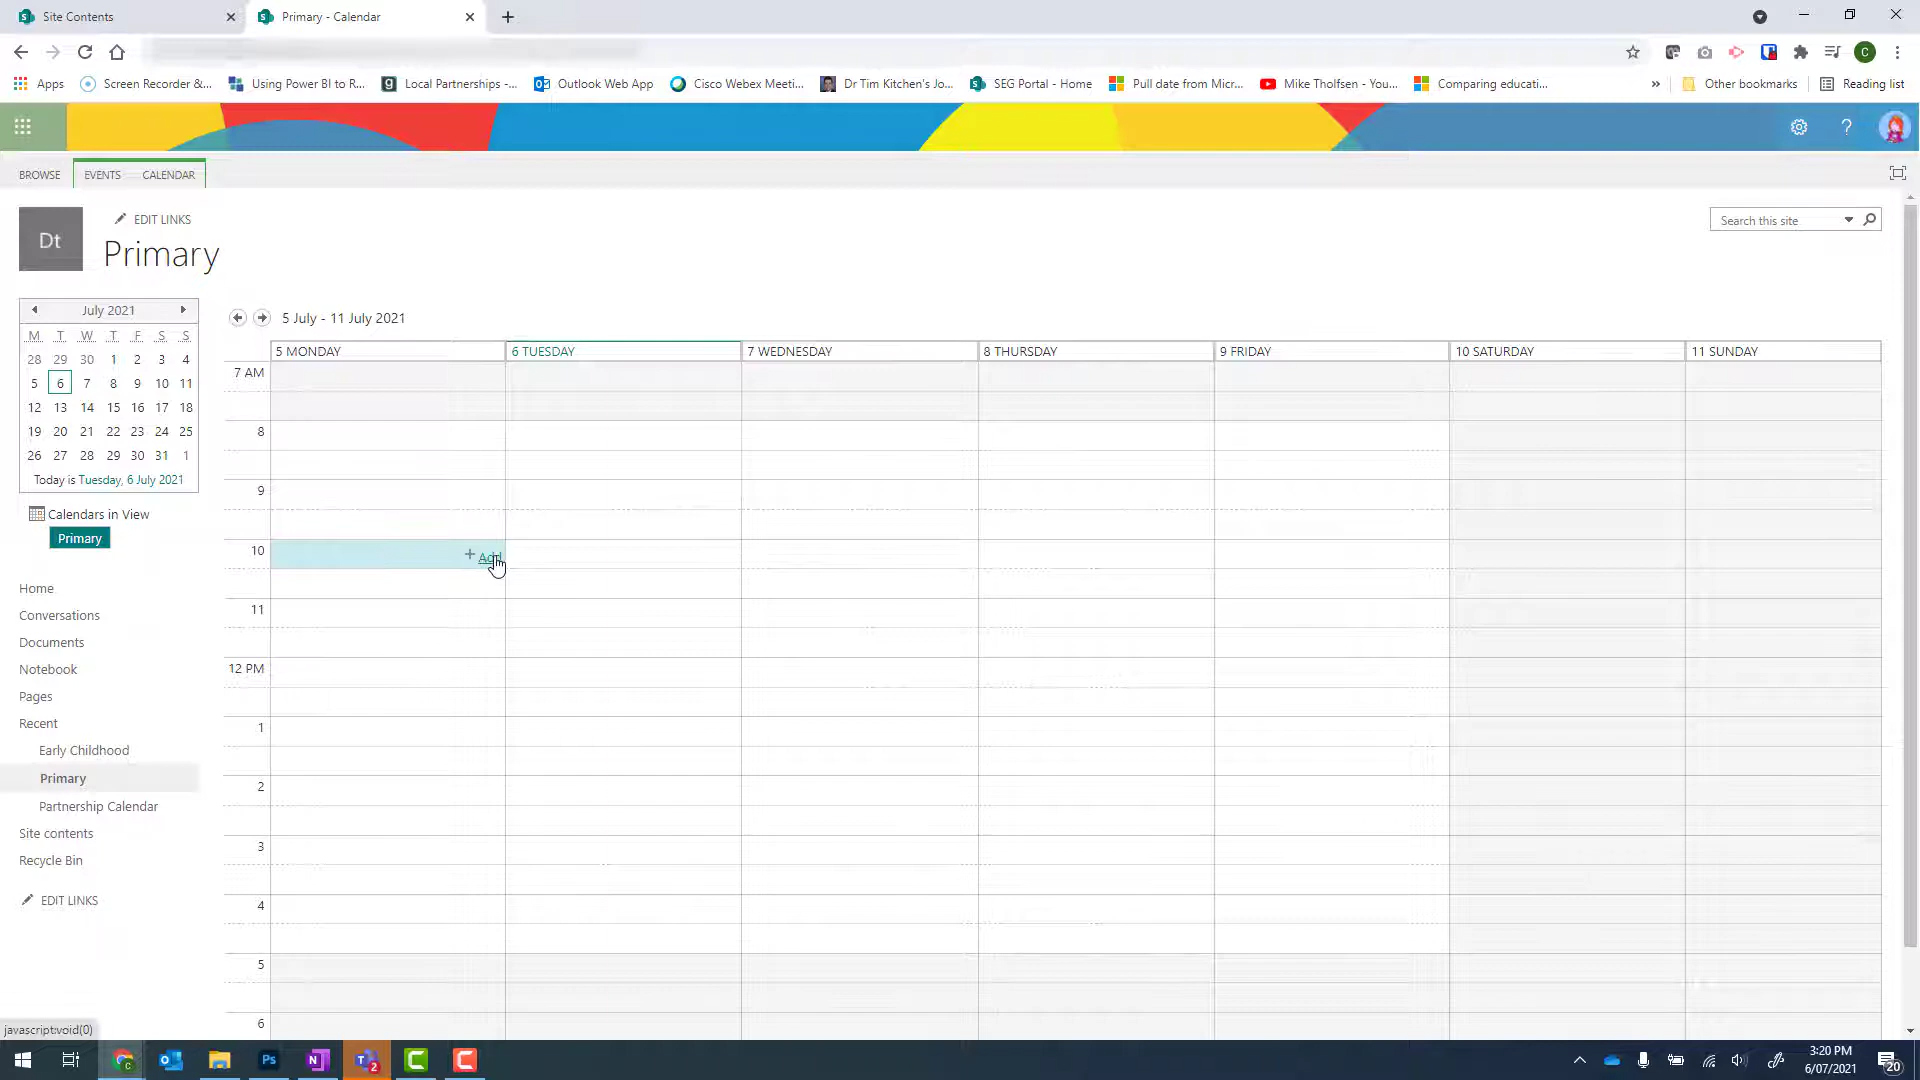 Site Contents
Primary - Calendar
Apps
Screen Recorder &...
Using Power BI to R...
Local Partnerships -...
Outlook Web App
Cisco Webex Meeti...
Dr Tim Kitchen's Jo...
SEG Portal - Home
Pull date from Micr...
Mike Tholfsen - You...
Comparing educati...
»
Other bookmarks
Reading list
C
BROWSE
EVENTS
CALENDAR
Dt
EDIT LINKS
Primary
Search this site
July 2021
M T W T F S S
28 29 30 1 2 3 4
5 6 7 8 9 10 11
12 13 14 15 16 17 18
19 20 21 22 23 24 25
26 27 28 29 30 31 1
Today is Tuesday, 6 July 2021
Calendars in View
Primary
Home
Conversations
Documents
Notebook
Pages
Recent
Early Childhood
Primary
Partnership Calendar
Site contents
Recycle Bin
EDIT LINKS
5 July - 11 July 2021
5 MONDAY
6 TUESDAY
7 WEDNESDAY
8 THURSDAY
9 FRIDAY
10 SATURDAY
11 SUNDAY
7 AM
8
9
10
Add
11
12 PM
1
2
3
4
5
6
javascript:void(0)
3:20 PM
6/07/2021
20